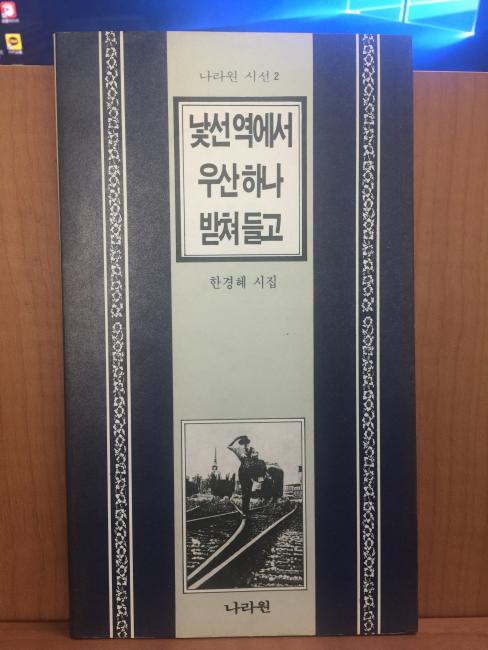 나라원 시선 2
낯선 역에서
우산 하나
받쳐 들고
한경혜 시집
나라원